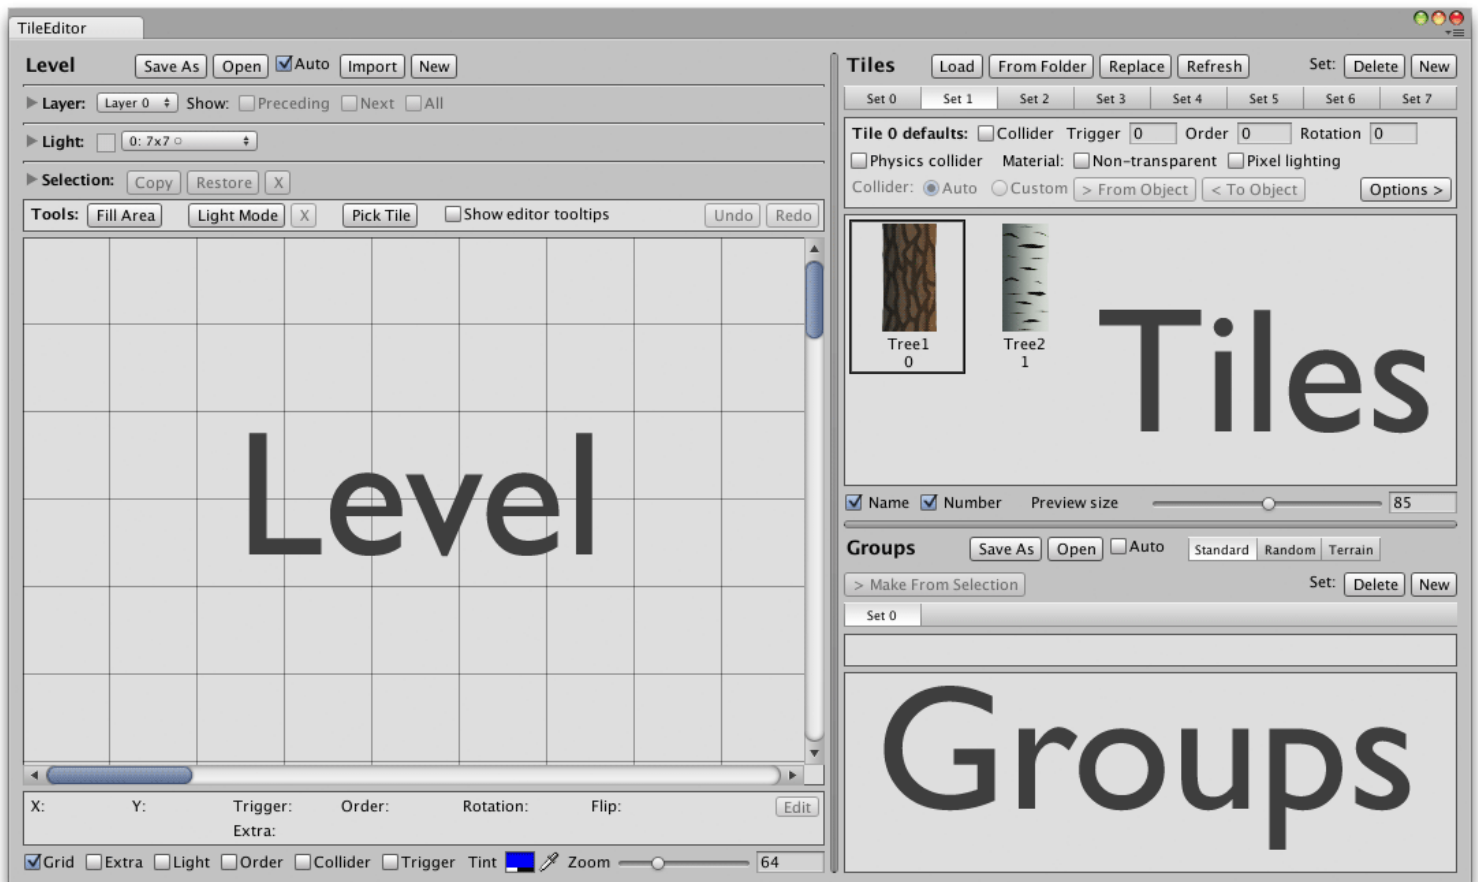 TileEditor
Level Save As Open Auto Import New
Layer: Layer 0 Show: Preceding Next All
Light: 0: 7x7
Selection: Copy Restore X
Tools: Fill Area Light Mode X Pick Tile Show editor tooltips Undo Redo
Level
X: Y: Trigger: Order: Rotation: Flip: Edit
Extra:
Grid Extra Light Order Collider Trigger Tint Zoom 64
Tiles Load From Folder Replace Refresh Set: Delete New
Set 0 Set 1 Set 2 Set 3 Set 4 Set 5 Set 6 Set 7
Tile 0 defaults: Collider Trigger 0 Order 0 Rotation 0
Physics collider Material: Non-transparent Pixel lighting
Collider: Auto Custom > From Object < To Object Options >
Tree1 Tree2
0 1
Tiles
Name Number Preview size 85
Groups Save As Open Auto Standard Random Terrain
> Make From Selection Set: Delete New
Set 0
Groups